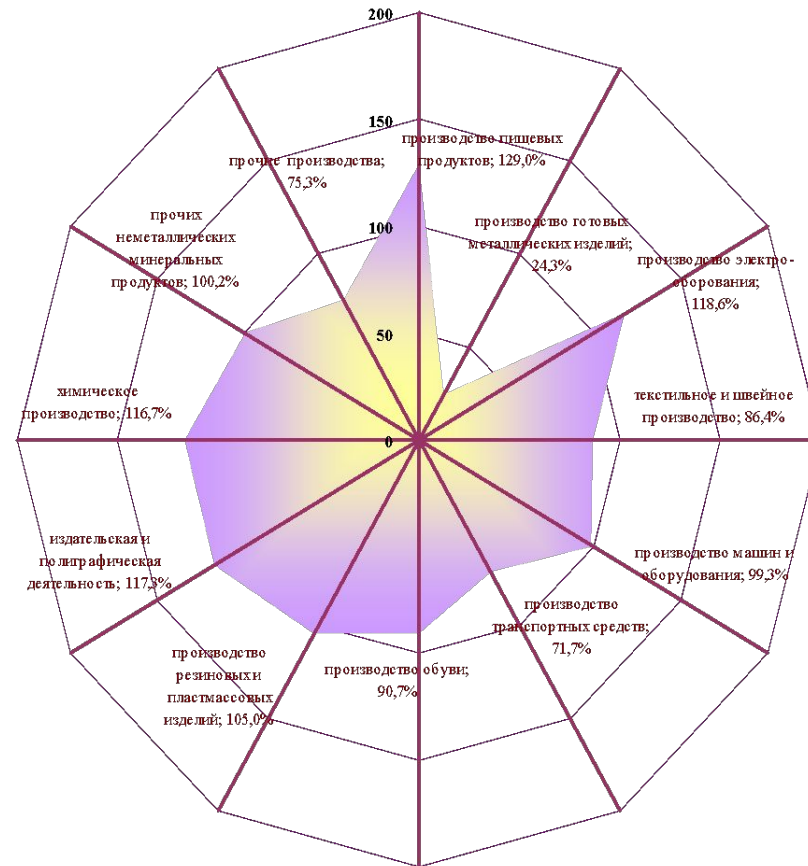 200
150
производство пищевых
продуктов; 129,0%
прочие производства;
75,3%
прочих
неметаллических
минеральных
продуктов; 100,2%
100
производство готовых
металлических изделий;
24,3%
производство электро-
оборования;
118,6%
50
химическое
производство; 116,7%
текстильное и швейное
производство; 86,4%
0
издательская и
полиграфическая
деятельность; 117,3%
производство машин и
оборудования; 99,3%
производство
транспортных средств;
71,7%
производство
резиновых и
пластмассовых
изделий; 105,0%
производство обуви;
90,7%